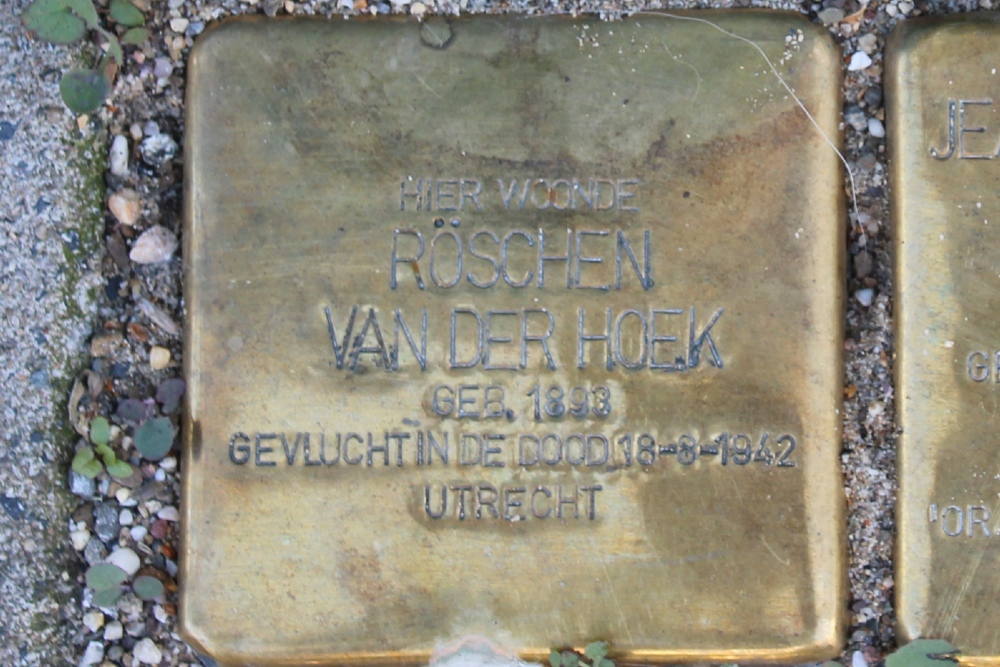 HIER WOONDE
RÖSCHEN
VAN DER HOEK
GEB. 1893
GEVLUCHT IN DE DOOD 18-8-1942
UTRECHT